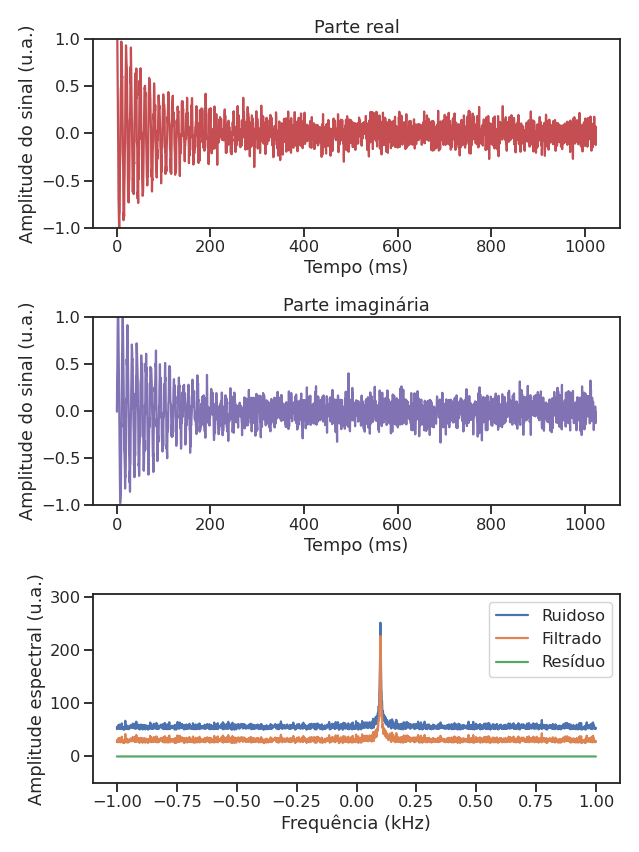 Parte real
Amplitude do sinal (u.a.)
1.0
0.5
0.0
−0.5
−1.0
0 200 400 600 800 1000
Tempo (ms)
Parte imaginária
Amplitude do sinal (u.a.)
1.0
0.5
0.0
−0.5
−1.0
0 200 400 600 800 1000
Tempo (ms)
Amplitude espectral (u.a.)
300
200
100
0
Ruidoso
Filtrado
Resíduo
−1.00 −0.75 −0.50 −0.25 0.00 0.25 0.50 0.75 1.00
Frequência (kHz)